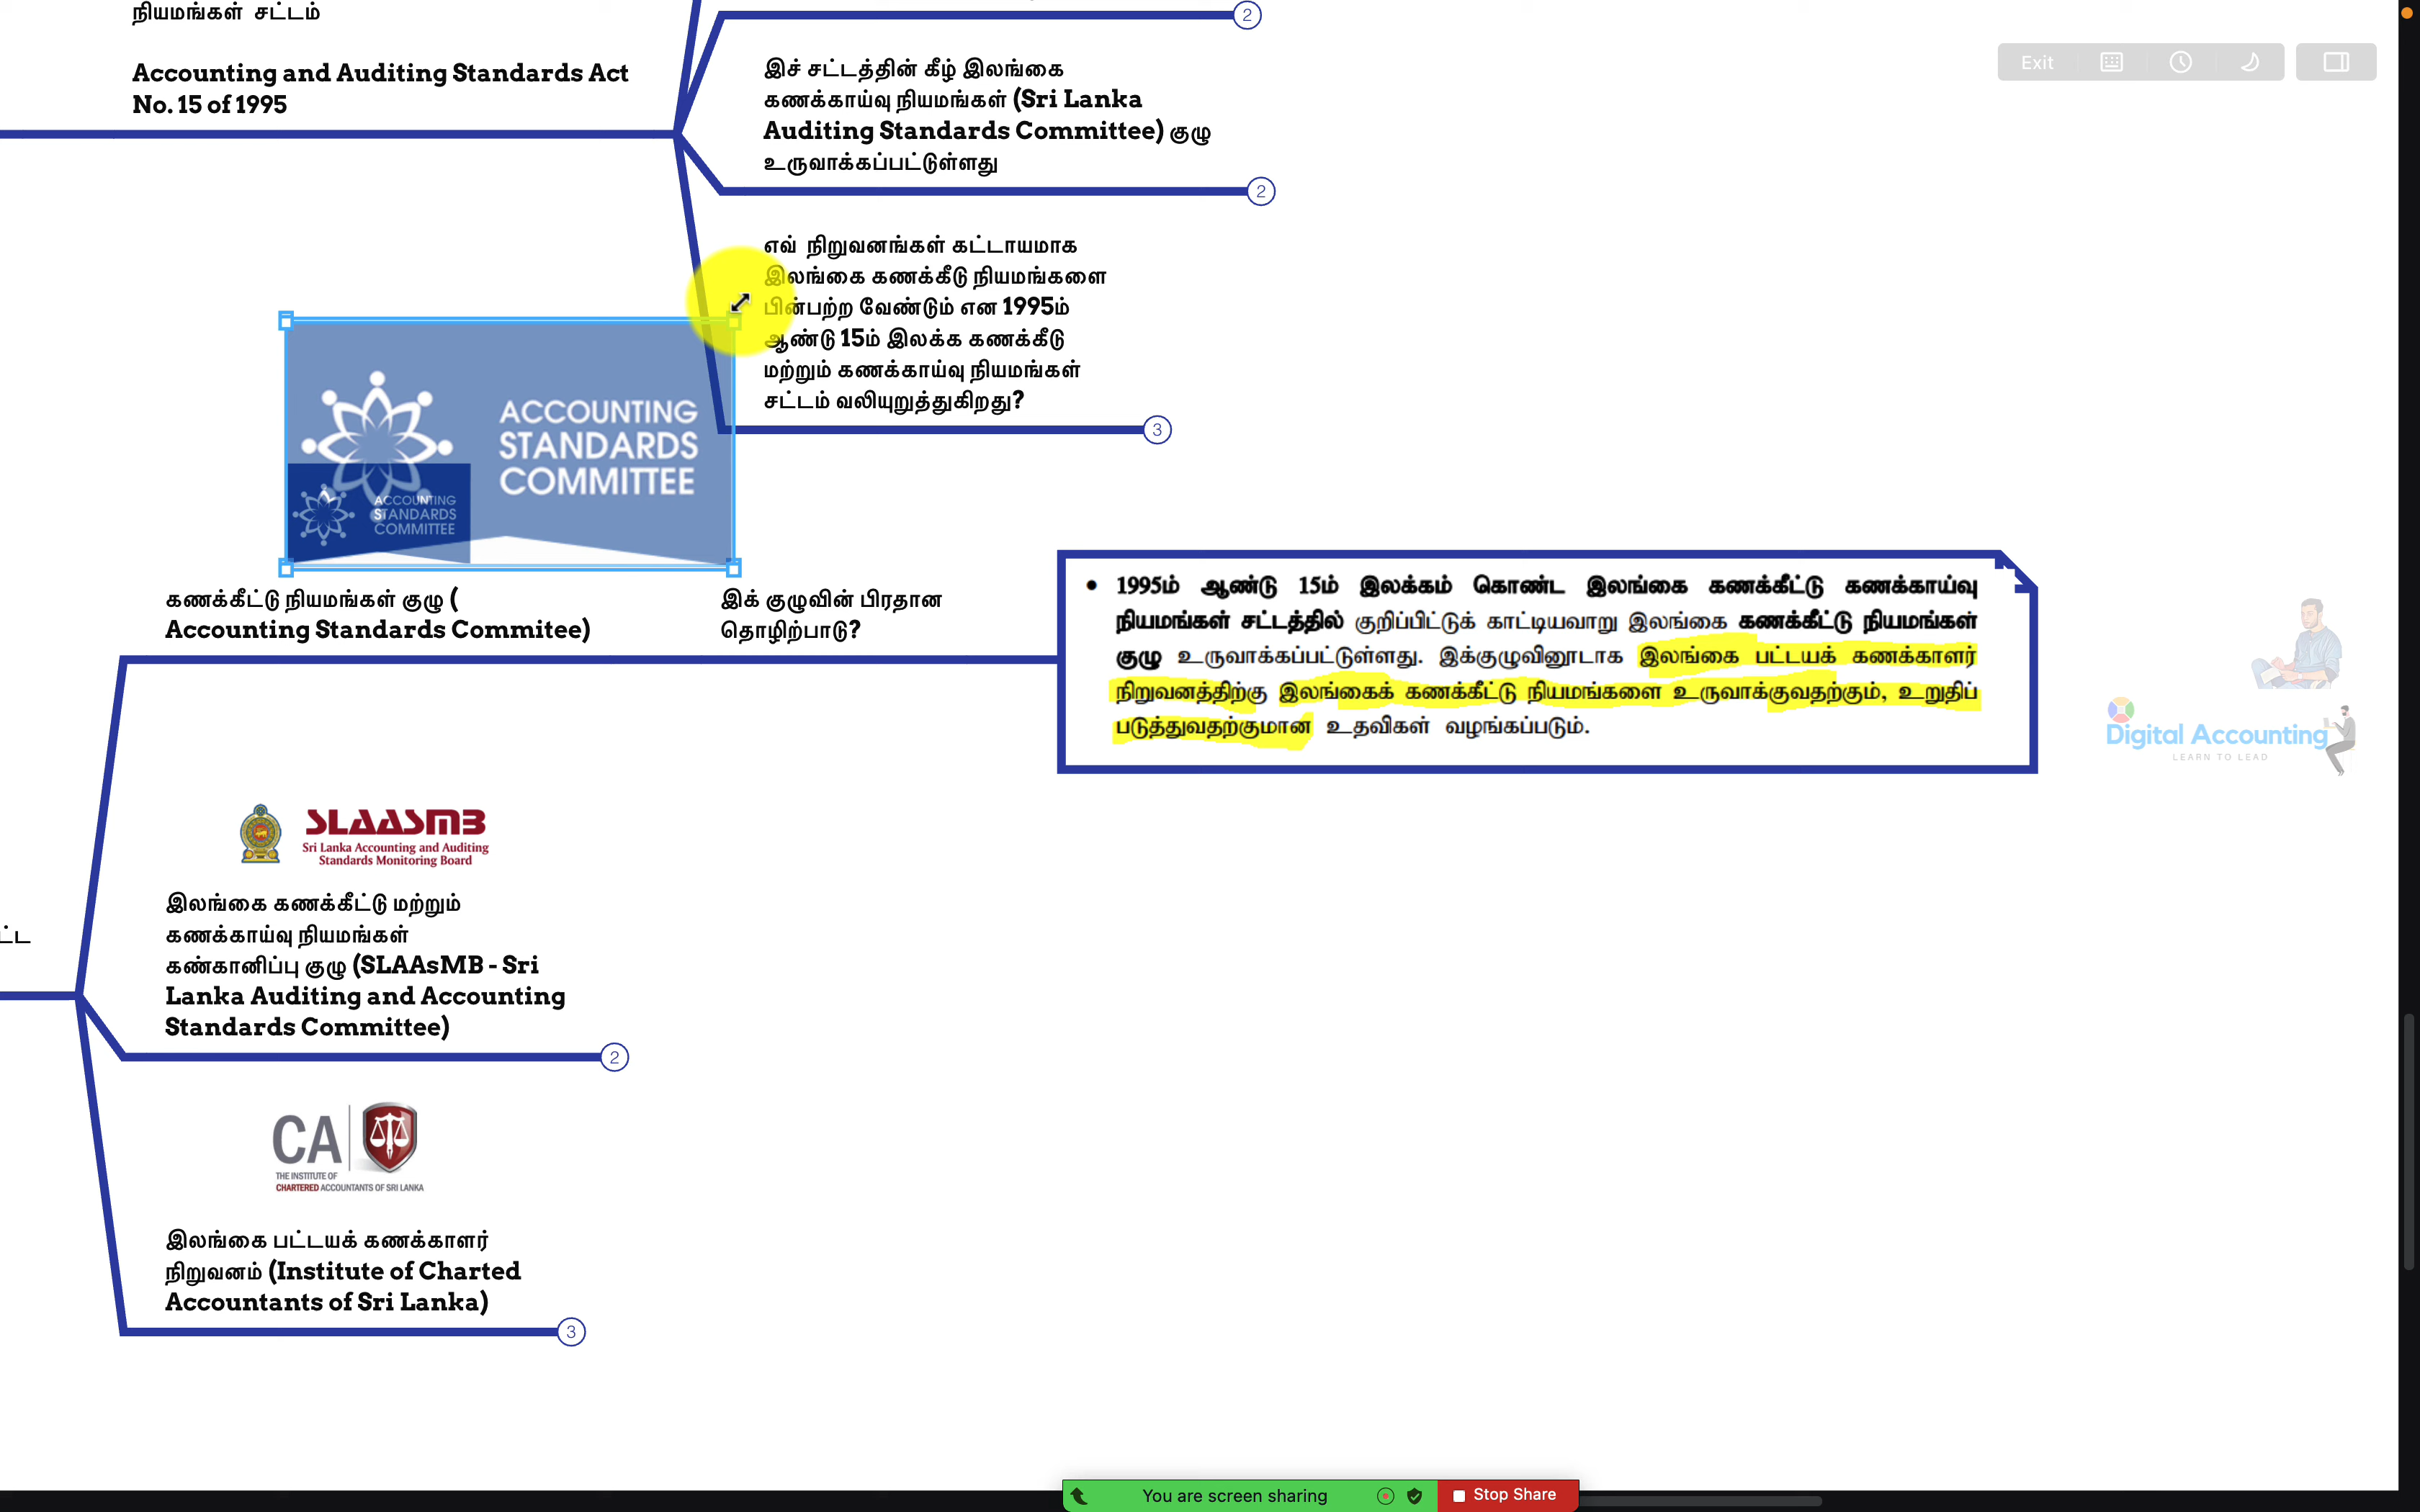 நியமங்கள் சட்டம்
Accounting and Auditing Standards Act
No. 15 of 1995
2
இச் சட்டத்தின் கீழ் இலங்கை
கணக்காய்வு நியமங்கள் (Sri Lanka
Auditing Standards Committee) குழு
உருவாக்கப்பட்டுள்ளது
2
எவ் நிறுவனங்கள் கட்டாயமாக
இலங்கை கணக்கீடு நியமங்களை
பின்பற்ற வேண்டும் என 1995ம்
ஆண்டு 15ம் இலக்க கணக்கீடு
மற்றும் கணக்காய்வு நியமங்கள்
சட்டம் வலியுறுத்துகிறது?
3
Exit
ACCOUNTING
STANDARDS
COMMITTEE
ACCOUNTING
STANDARDS
COMMITTEE
கணக்கீட்டு நியமங்கள் குழு (
Accounting Standards Commitee)
இக் குழுவின் பிரதான
தொழிற்பாடு?
• 1995ம் ஆண்டு 15ம் இலக்கம் கொண்ட இலங்கை கணக்கீட்டு கணக்காய்வு
நியமங்கள் சட்டத்தில் குறிப்பிட்டுக் காட்டியவாறு இலங்கை கணக்கீட்டு நியமங்கள்
குழு உருவாக்கப்பட்டுள்ளது. இக்குழுவினூடாக இலங்கை பட்டயக் கணக்காளர்
நிறுவனத்திற்கு இலங்கைக் கணக்கீட்டு நியமங்களை உருவாக்குவதற்கும், உறுதிப்
படுத்துவதற்குமான உதவிகள் வழங்கப்படும்.
Digital Accounting
LEARN TO LEAD
SLAASMB
Sri Lanka Accounting and Auditing
Standards Monitoring Board
இலங்கை கணக்கீட்டு மற்றும்
கணக்காய்வு நியமங்கள்
கண்கானிப்பு குழு (SLAAsMB - Sri
Lanka Auditing and Accounting
Standards Committee)
2
ட்ட
CA
THE INSTITUTE OF
CHARTERED ACCOUNTANTS OF SRI LANKA
இலங்கை பட்டயக் கணக்காளர்
நிறுவனம் (Institute of Charted
Accountants of Sri Lanka)
3
You are screen sharing
Stop Share